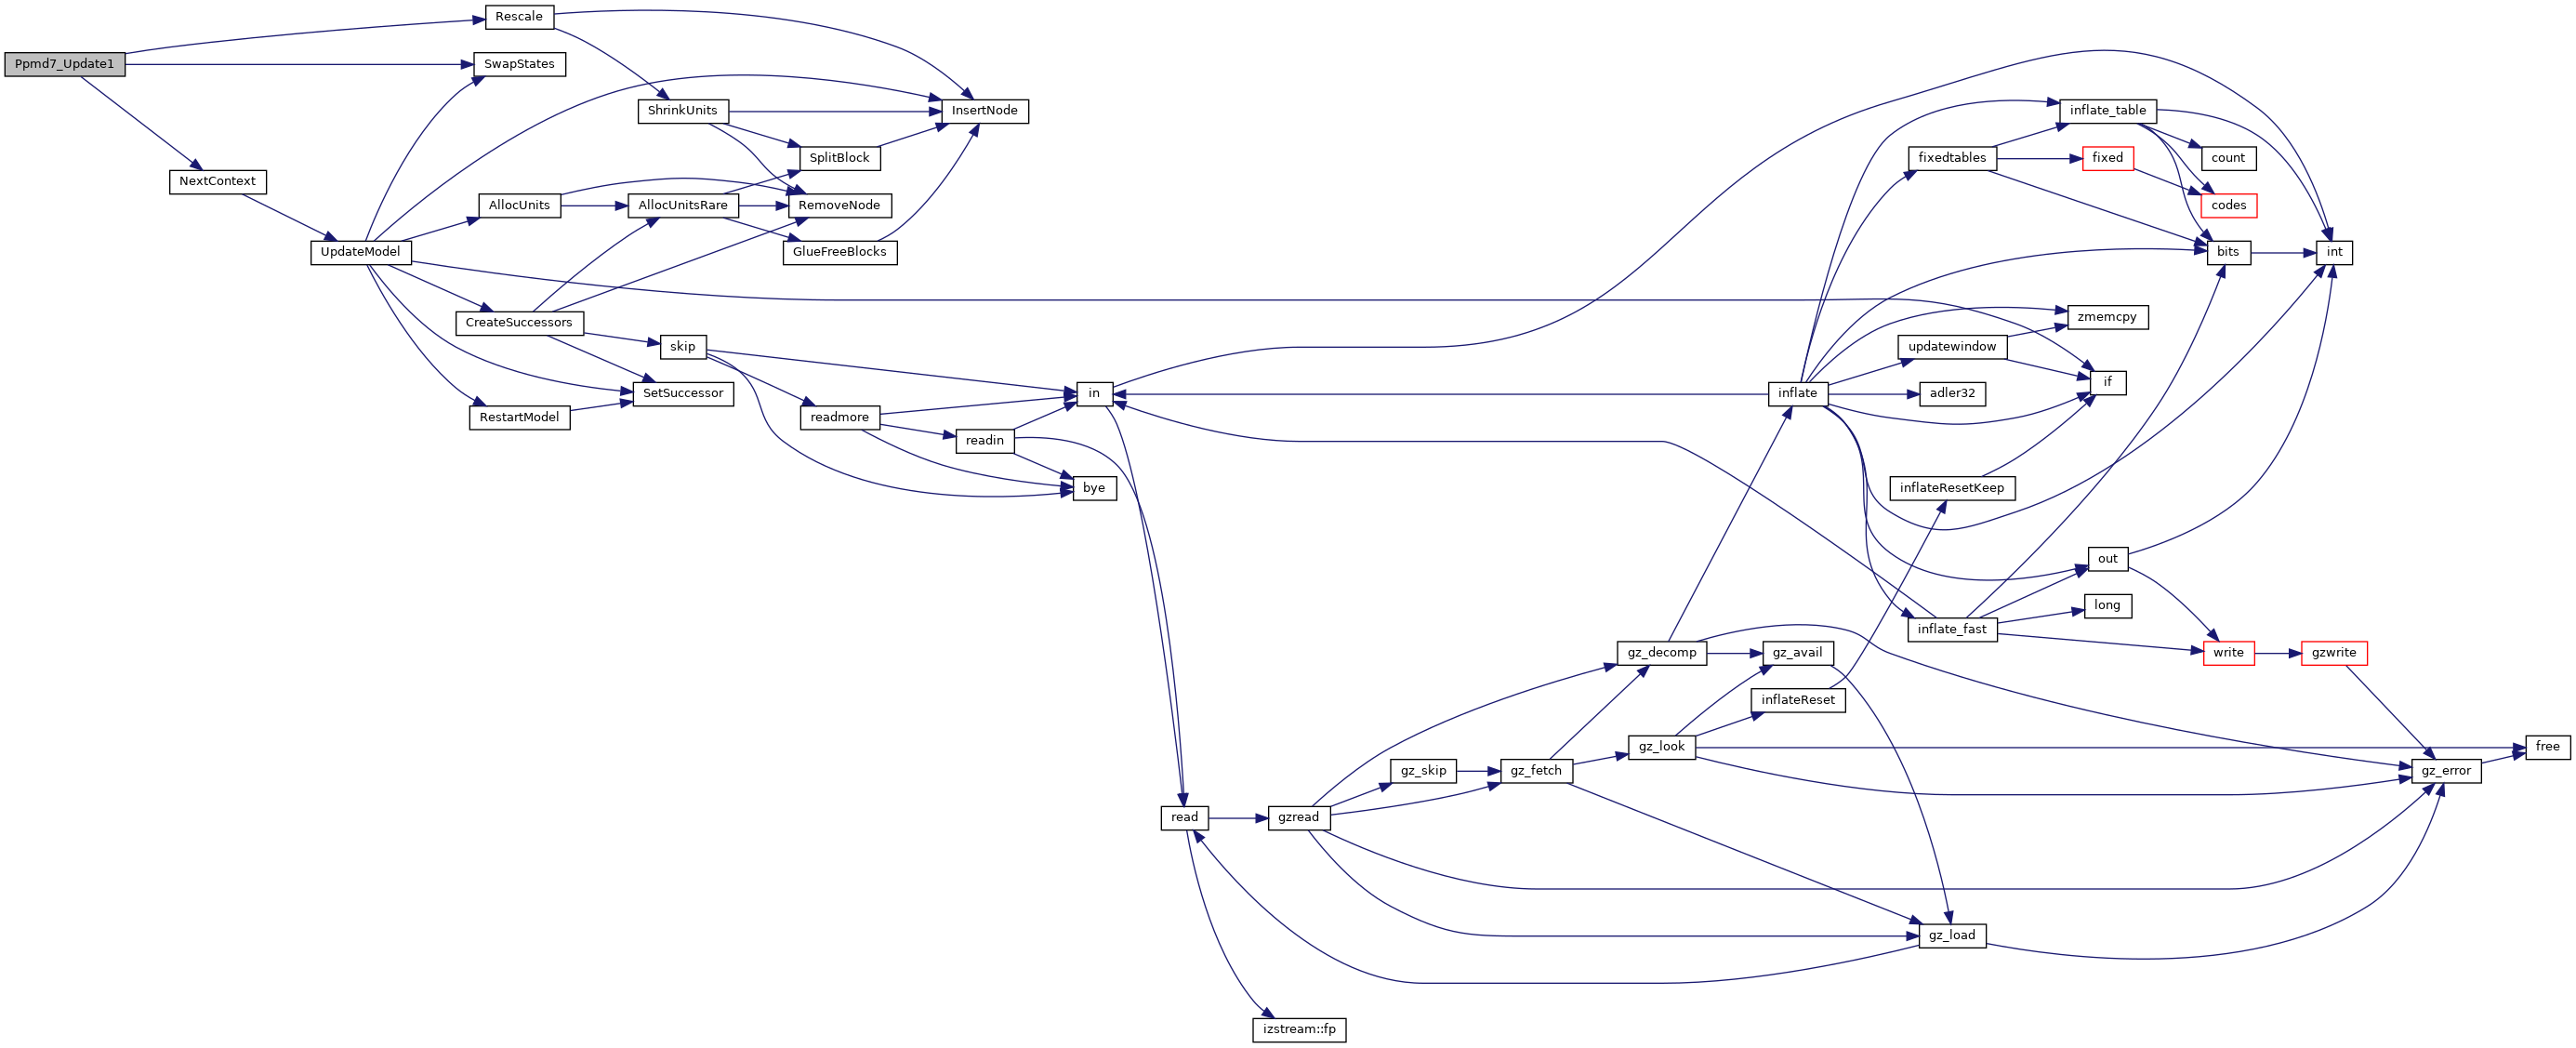 Ppmd7_Update1
Rescale
SwapStates
NextContext
UpdateModel
ShrinkUnits
InsertNode
SplitBlock
AllocUnits
AllocUnitsRare
RemoveNode
GlueFreeBlocks
CreateSuccessors
skip
SetSuccessor
RestartModel
readmore
readin
in
bye
read
izstream::fp
gzread
gz_skip
gz_fetch
gz_look
gz_decomp
gz_avail
inflateReset
gz_load
inflate
inflate_table
fixedtables
fixed
count
codes
bits
int
zmemcpy
updatewindow
if
adler32
inflateResetKeep
out
long
inflate_fast
write
gzwrite
gz_error
free